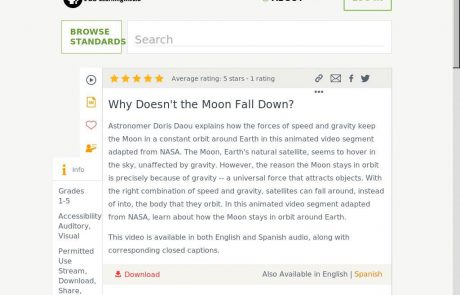 BROWSE
STANDARDS
Search
Average rating: 5 stars - 1 rating
Why Doesn't the Moon Fall Down?
Astronomer Doris Daou explains how the forces of speed and gravity keep
the Moon in a constant orbit around Earth in this animated video segment
adapted from NASA. The Moon, Earth's natural satellite, seems to hover in
the sky, unaffected by gravity. However, the reason the Moon stays in orbit
is precisely because of gravity -- a universal force that attracts objects. With
the right combination of speed and gravity, satellites can fall around, instead
of into, the body that they orbit. In this animated video segment adapted
from NASA, learn about how the Moon stays in orbit around Earth.
This video is available in both English and Spanish audio, along with
corresponding closed captions.
Download
Also Available in English | Spanish
Info
Grades
1-5
Accessibility
Auditory,
Visual
Permitted
Use
Stream,
Download,
Share,